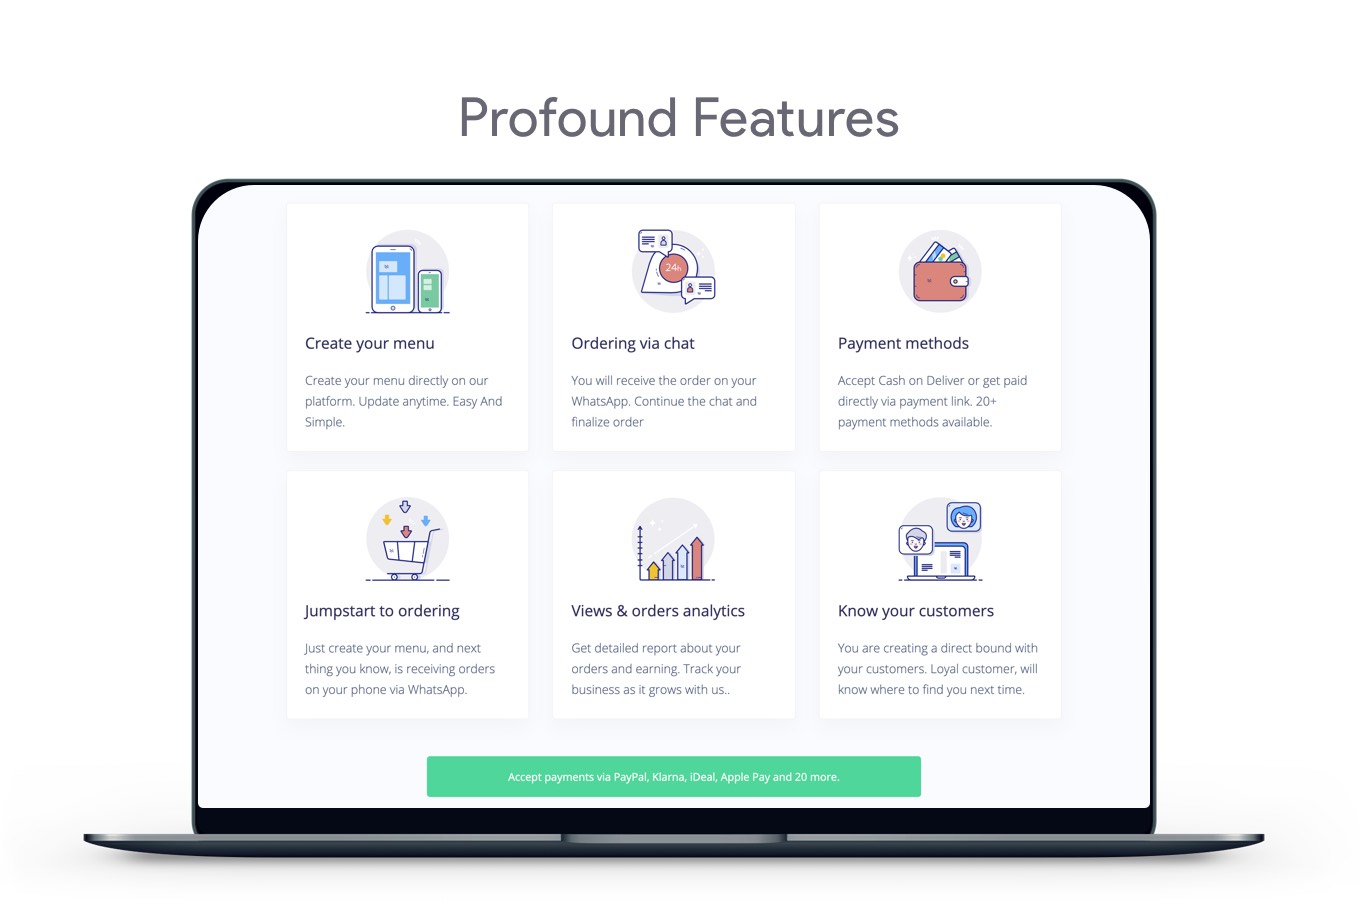 Profound Features
24h
Create your menu
Create your menu directly on our
platform. Update anytime. Easy And
Simple.
Ordering via chat
You will receive the order on your
WhatsApp. Continue the chat and
finalize order
Payment methods
Accept Cash on Deliver or get paid
directly via payment link. 20+
payment methods available.
Jumpstart to ordering
Just create your menu, and next
thing you know, is receiving orders
on your phone via WhatsApp.
Views & orders analytics
Get detailed report about your
orders and earning. Track your
business as it grows with us..
Know your customers
You are creating a direct bound with
your customers. Loyal customer, will
know where to find you next time.
Accept payments via PayPal, Klarna, iDeal, Apple Pay and 20 more.